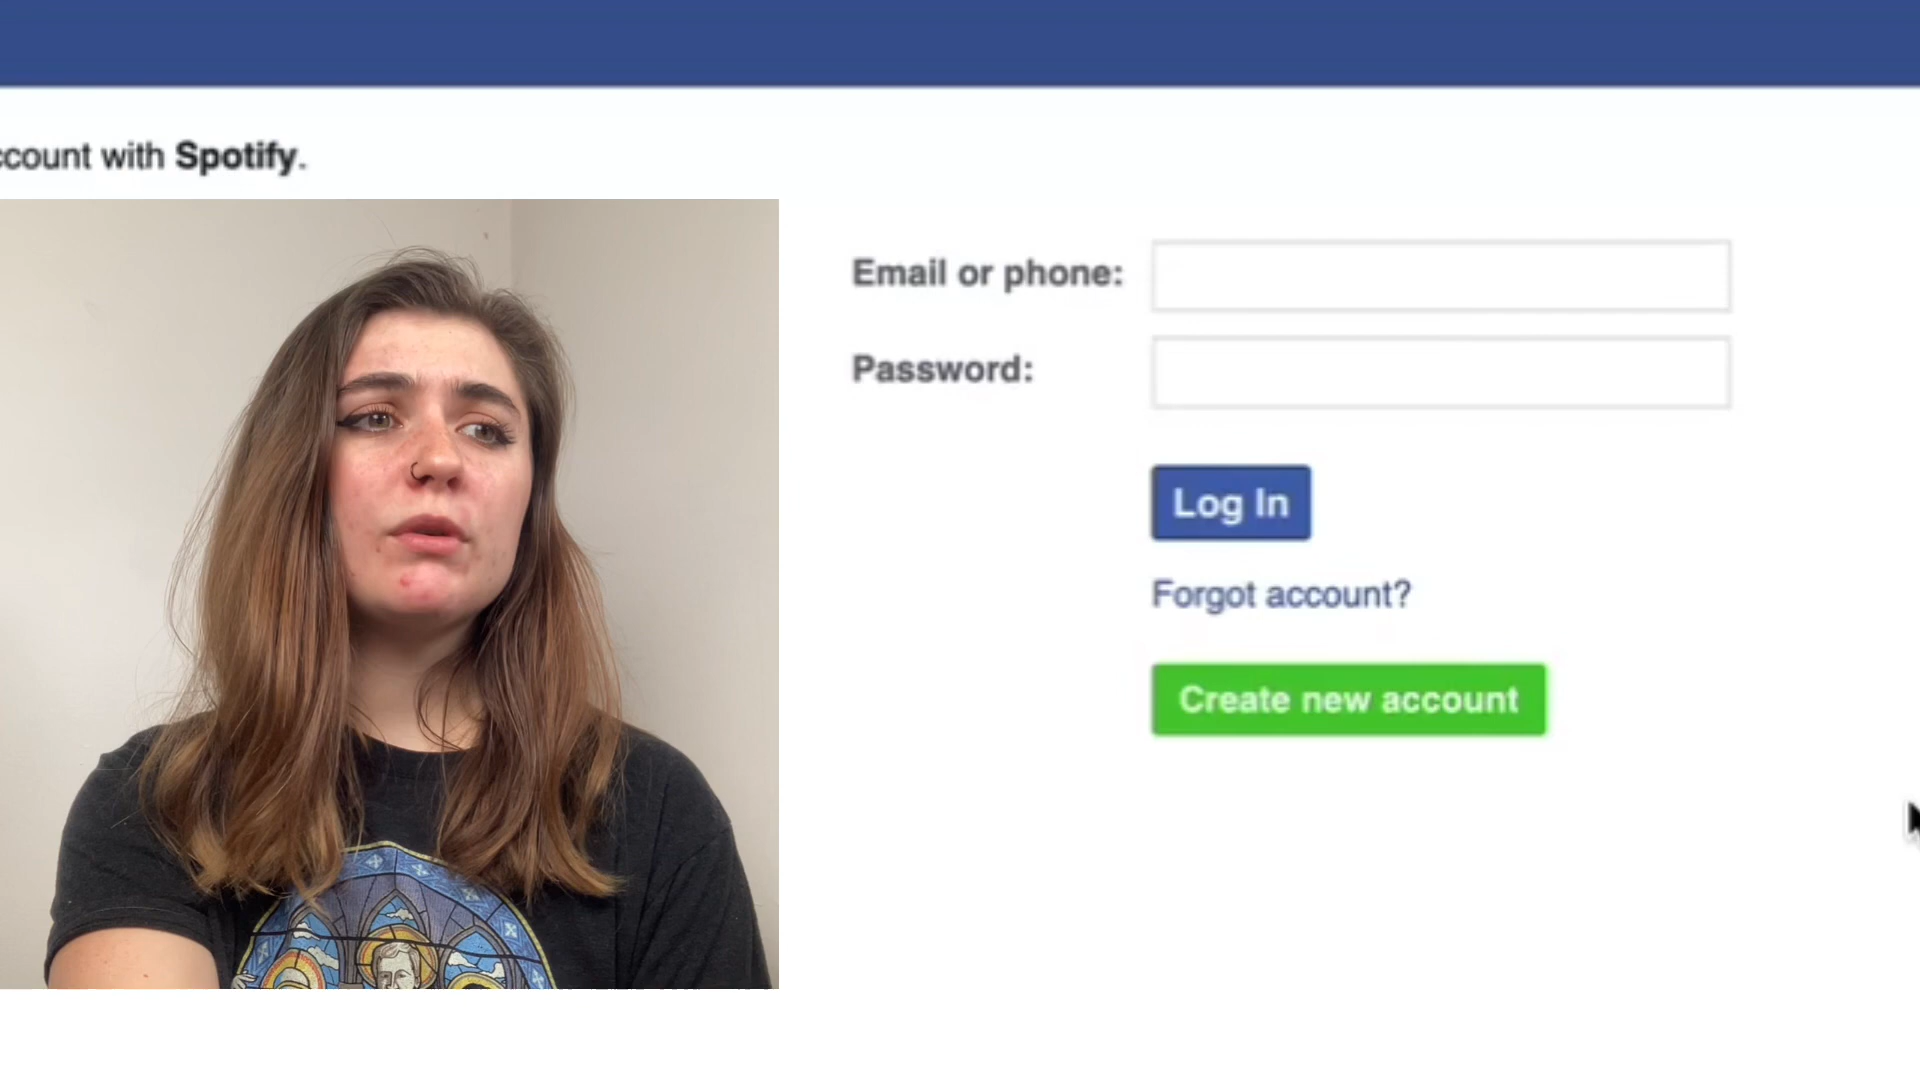 ccount with Spotify.
Email or phone:
Password:
Log In
Forgot account?
Create new account